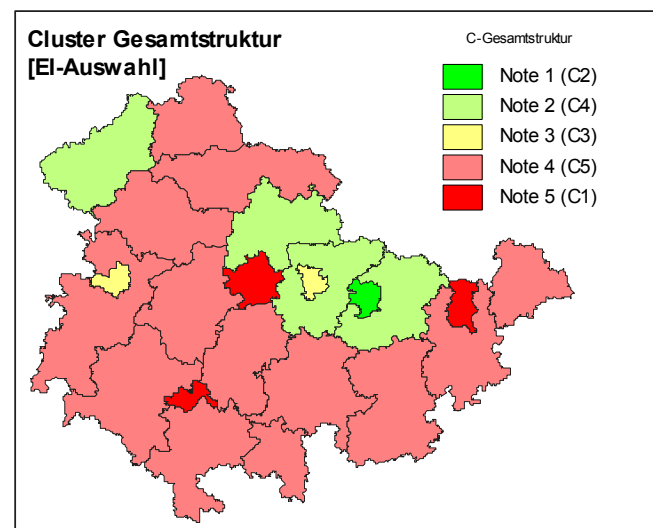 Cluster Gesamtstruktur
[EI-Auswahl]
C-Gesamtstruktur
Note 1 (C2)
Note 2 (C4)
Note 3 (C3)
Note 4 (C5)
Note 5 (C1)